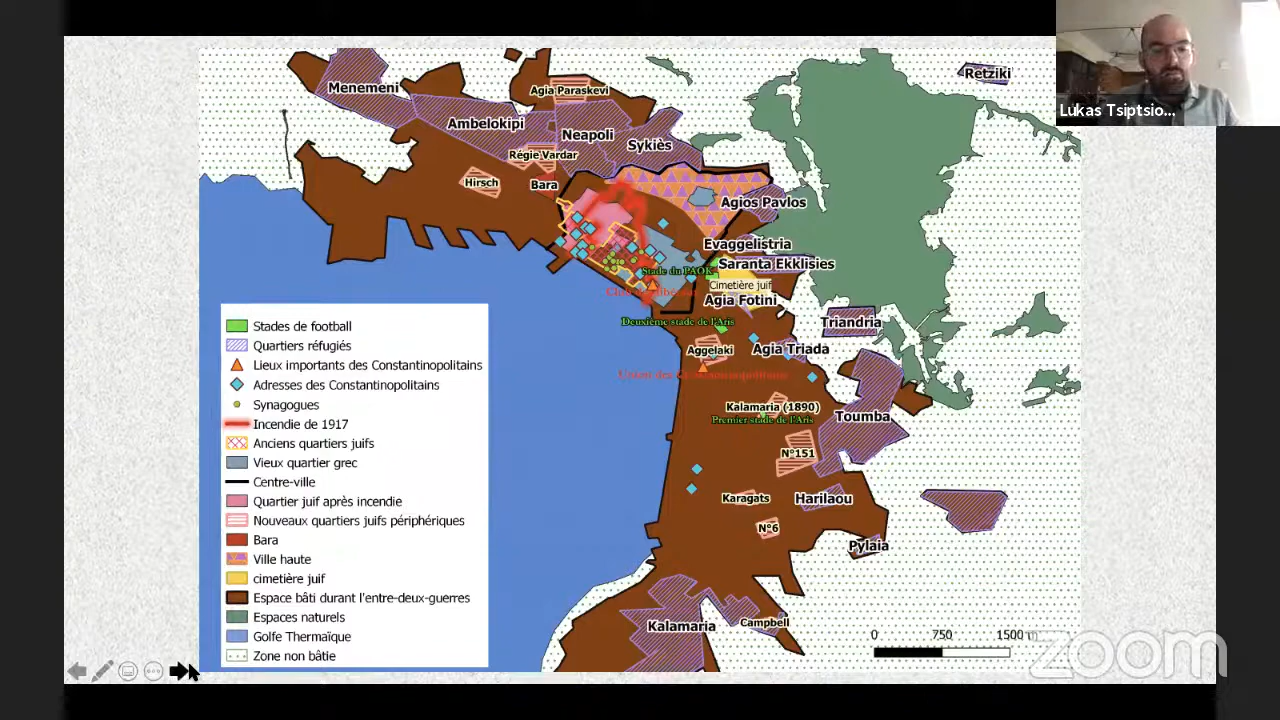 Lukas Tsiptsio...
Retziki
Menemeni
Agia Paraskevi
Ambelokipi
Neapoli
Sykiès
Régie Vardar
Hirsch
Bara
Agios Pavlos
Evaggelistria
Saranta Ekklisies
Stade du PAOK
Cimetière juif
Agia Fotini
Deuxième stade de l'Aris
Triandria
Aggelaki
Agia Triada
Union des Constantinopolitains
Kalamaria (1890)
Premier stade de l'Aris
Toumba
N°151
Karagats
Harilaou
N°6
Pylaia
Kalamaria
Campbell
Stades de football
Quartiers réfugiés
Lieux importants des Constantinopolitains
Adresses des Constantinopolitains
Synagogues
Incendie de 1917
Anciens quartiers juifs
Vieux quartier grec
Centre-ville
Quartier juif après incendie
Nouveaux quartiers juifs périphériques
Bara
Ville haute
cimetière juif
Espace bâti durant l'entre-deux-guerres
Espaces naturels
Golfe Thermaïque
Zone non bâtie
0 750 1500 m
zoom